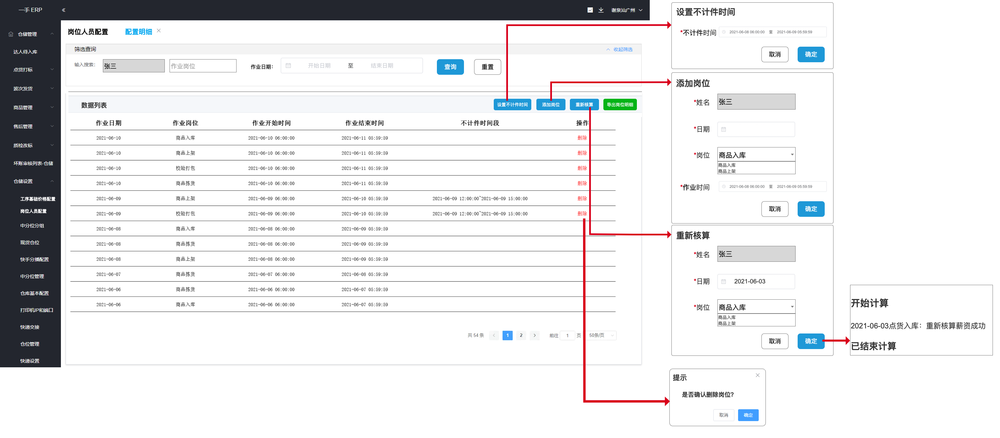 一手 ERP
谢泉汕广州
仓储管理
达人待入库
点货打标
波次发货
商品管理
售后管理
质检改标
坏账审核列表-仓储
仓储设置
工序基础价格配置
岗位人员配置
中分位分组
现货仓位
快手分播配置
中分位管理
仓库基本配置
打印机IP和端口
快递交接
仓位管理
快递设置
岗位人员配置 配置明细
筛选查询 收起筛选
输入搜索： 张三 作业岗位 作业日期： 开始日期 至 结束日期 查询 重置
数据列表 设置不计件时间 添加岗位 重新核算 导出岗位明细
作业日期 作业岗位 作业开始时间 作业结束时间 不计件时间段 操作
2021-06-10 商品入库 2021-06-10 06:00:00 2021-06-11 05:59:59 删除
2021-06-10 商品上架 2021-06-10 06:00:00 2021-06-11 05:59:59 删除
2021-06-10 校验打包 2021-06-10 06:00:00 2021-06-11 05:59:59 删除
2021-06-10 商品拣货 2021-06-10 06:00:00 2021-06-11 05:59:59 删除
2021-06-09 商品上架 2021-06-09 06:00:00 2021-06-10 05:59:59 2021-06-09 12:00:00~2021-06-09 15:00:00 删除
2021-06-09 校验打包 2021-06-09 06:00:00 2021-06-10 05:59:59 2021-06-09 12:00:00~2021-06-09 15:00:00 删除
2021-06-08 商品入库 2021-06-08 06:00:00 2021-06-09 05:59:59
2021-06-08 商品拣货 2021-06-08 06:00:00 2021-06-09 05:59:59
2021-06-08 商品上架 2021-06-08 06:00:00 2021-06-09 05:59:59
2021-06-07 商品拣货 2021-06-07 06:00:00 2021-06-08 05:59:59
2021-06-06 商品拣货 2021-06-06 06:00:00 2021-06-07 05:59:59
2021-06-06 商品入库 2021-06-06 06:00:00 2021-06-07 05:59:59
共 54 条 1 2 前往 1 页 50条/页
设置不计件时间
*不计件时间 2021-06-08 06:00:00 至 2021-06-09 05:59:59
取消 确定
添加岗位
*姓名 张三
*日期
*岗位 商品入库
商品入库
商品上架
*作业时间 2021-06-08 06:00:00 至 2021-06-09 05:59:59
取消 确定
重新核算
*姓名 张三
*日期 2021-06-03
*岗位 商品入库
商品入库
商品上架
取消 确定
开始计算
2021-06-03点货入库：重新核算薪资成功
已结束计算
提示
是否确认删除岗位?
取消 确定